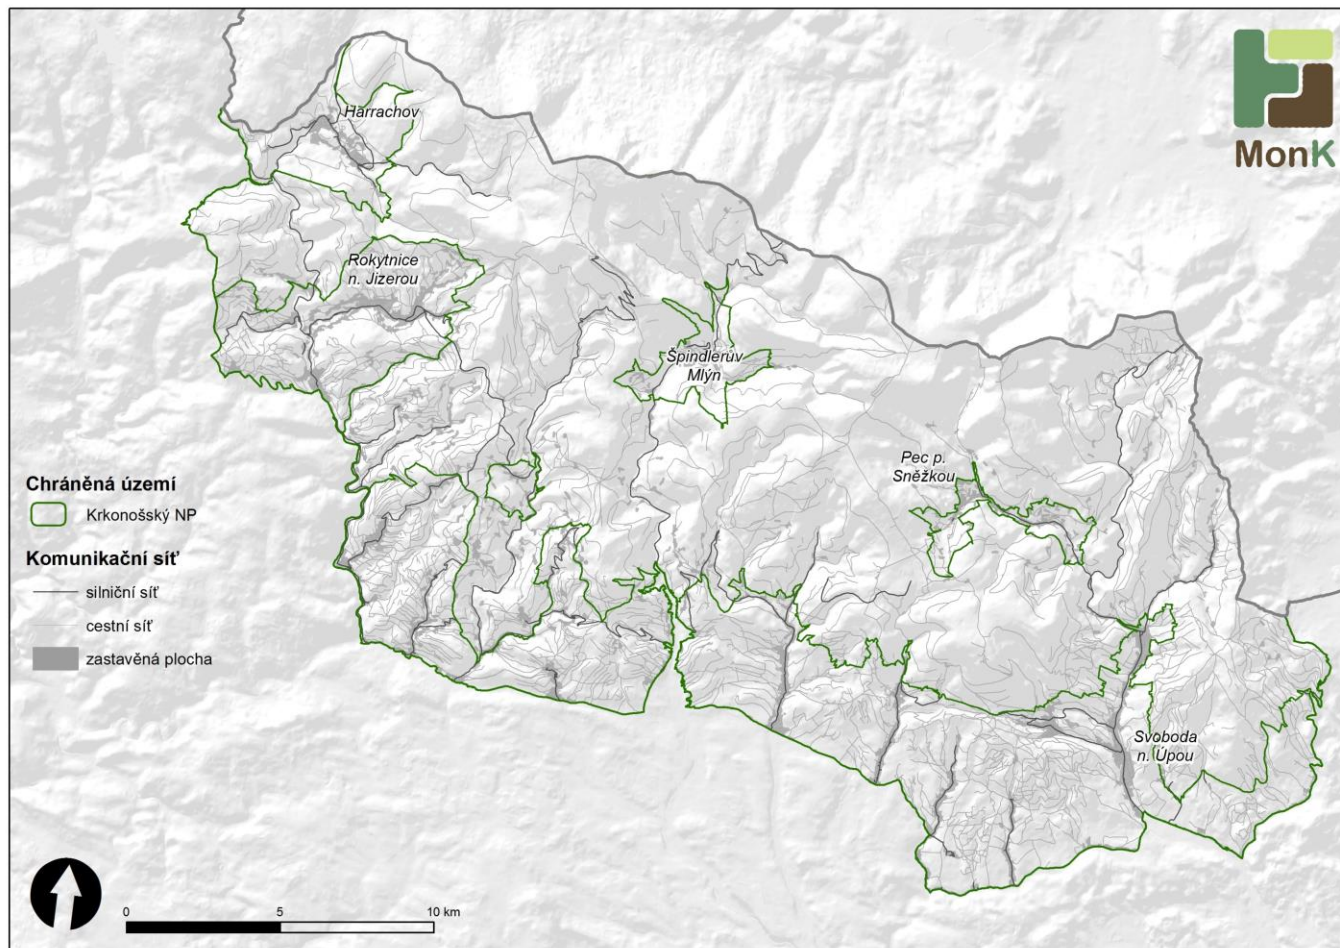 MonK
Harrachov
Rokytnice
n. Jizerou
Špindlerův
Mlýn
Pec p.
Sněžkou
Svoboda
n. Úpou
Chráněná území
Krkonošský NP
Komunikační síť
silniční síť
cestní síť
zastavěná plocha
0 5 10 km